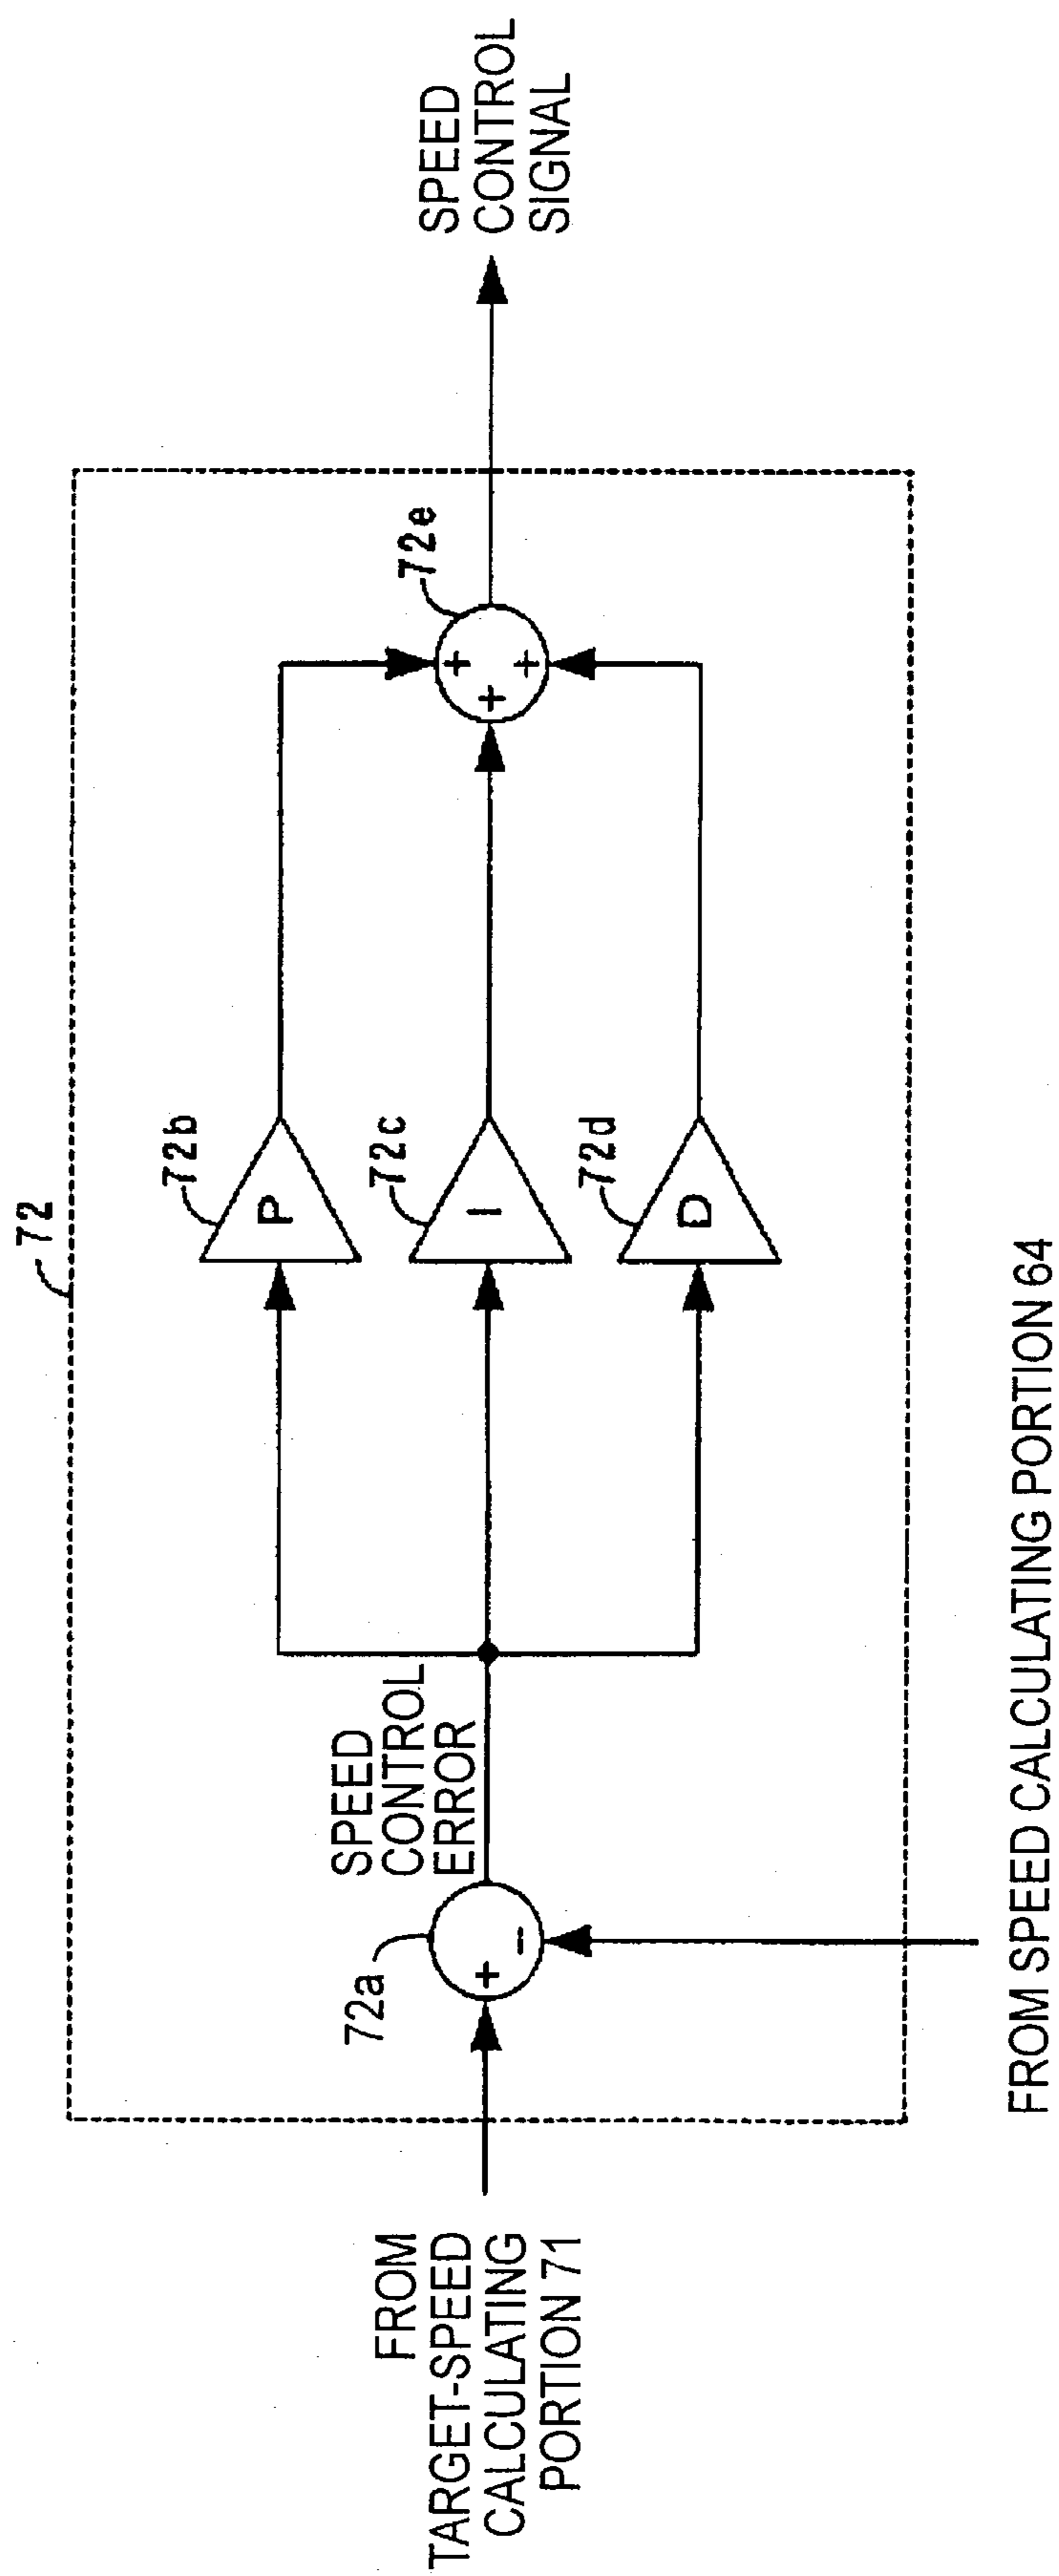 72
FROM
TARGET-SPEED
CALCULATING
PORTION 71
72a
+
-
SPEED
CONTROL
ERROR
72b
P
72c
I
72d
D
72e
+
+
+
SPEED
CONTROL
SIGNAL
FROM SPEED CALCULATING PORTION 64